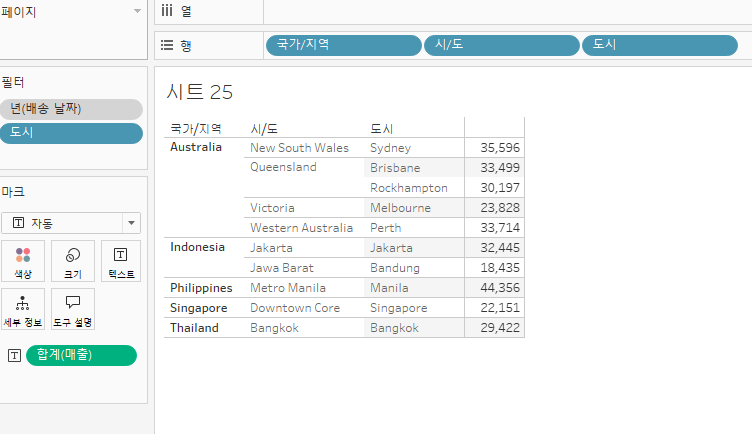 페이지
열
행 국가/지역 시/도 도시
필터
년(배송 날짜)
도시
마크
자동
색상 크기 텍스트
세부 정보 도구 설명
합계(매출)
시트 25
국가/지역 시/도 도시
Australia New South Wales Sydney 35,596
Queensland Brisbane 33,499
Rockhampton 30,197
Victoria Melbourne 23,828
Western Australia Perth 33,714
Indonesia Jakarta Jakarta 32,445
Jawa Barat Bandung 18,435
Philippines Metro Manila Manila 44,356
Singapore Downtown Core Singapore 22,151
Thailand Bangkok Bangkok 29,422